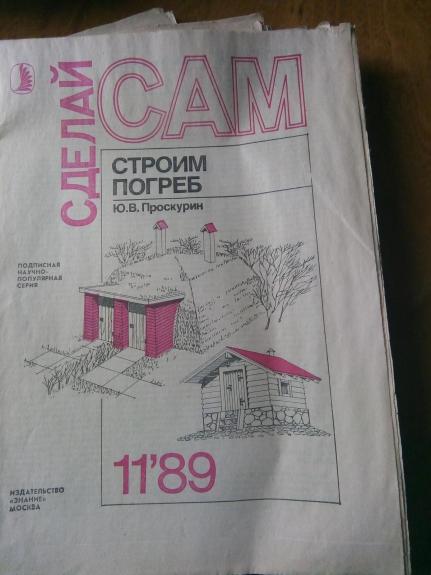 СДЕЛАЙ
САМ
СТРОИМ
ПОГРЕБ
Ю.В. Проскурин
ПОДПИСНАЯ
НАУЧНО-
ПОПУЛЯРНАЯ
СЕРИЯ
11'89
ИЗДАТЕЛЬСТВО
«ЗНАНИЕ»
МОСКВА